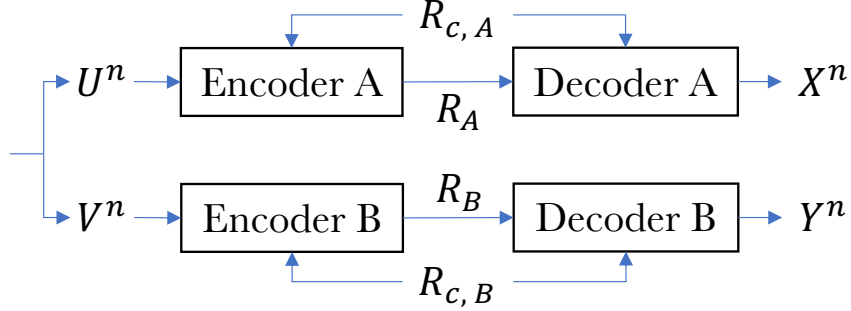 R_{c, A}
U^n Encoder A Decoder A X^n
R_A
R_B
V^n Encoder B Decoder B Y^n
R_{c, B}